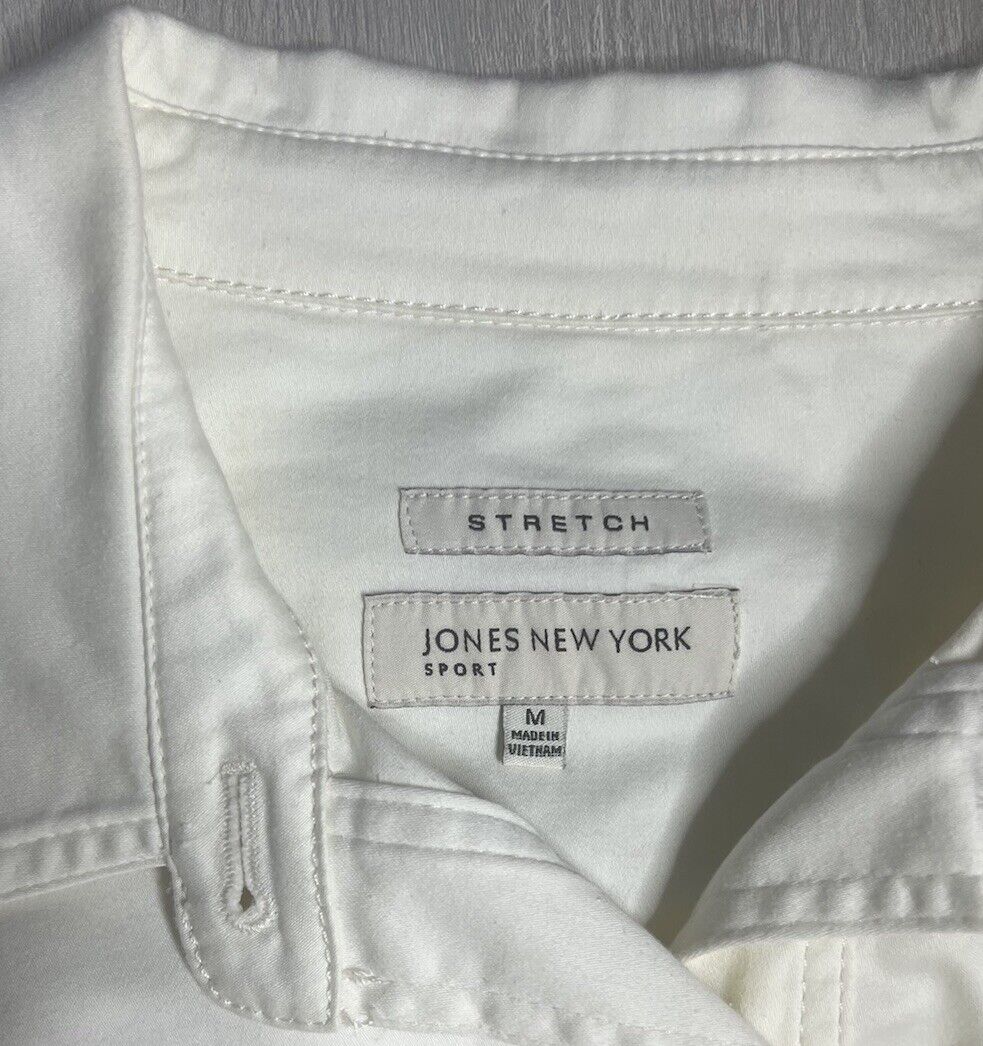 STRETCH
JONES NEW YORK
SPORT
M
MADE IN
VIETNAM